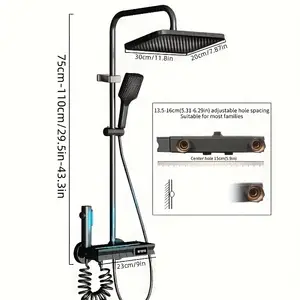 30cm/11.8in
20cm/7.87in
75cm-110cm/29.5in-43.3in
13.5-16cm(5.31-6.29in) adjustable hole spacing
Suitable for most families
Center hole 15cm(5.9in)
23cm/9in